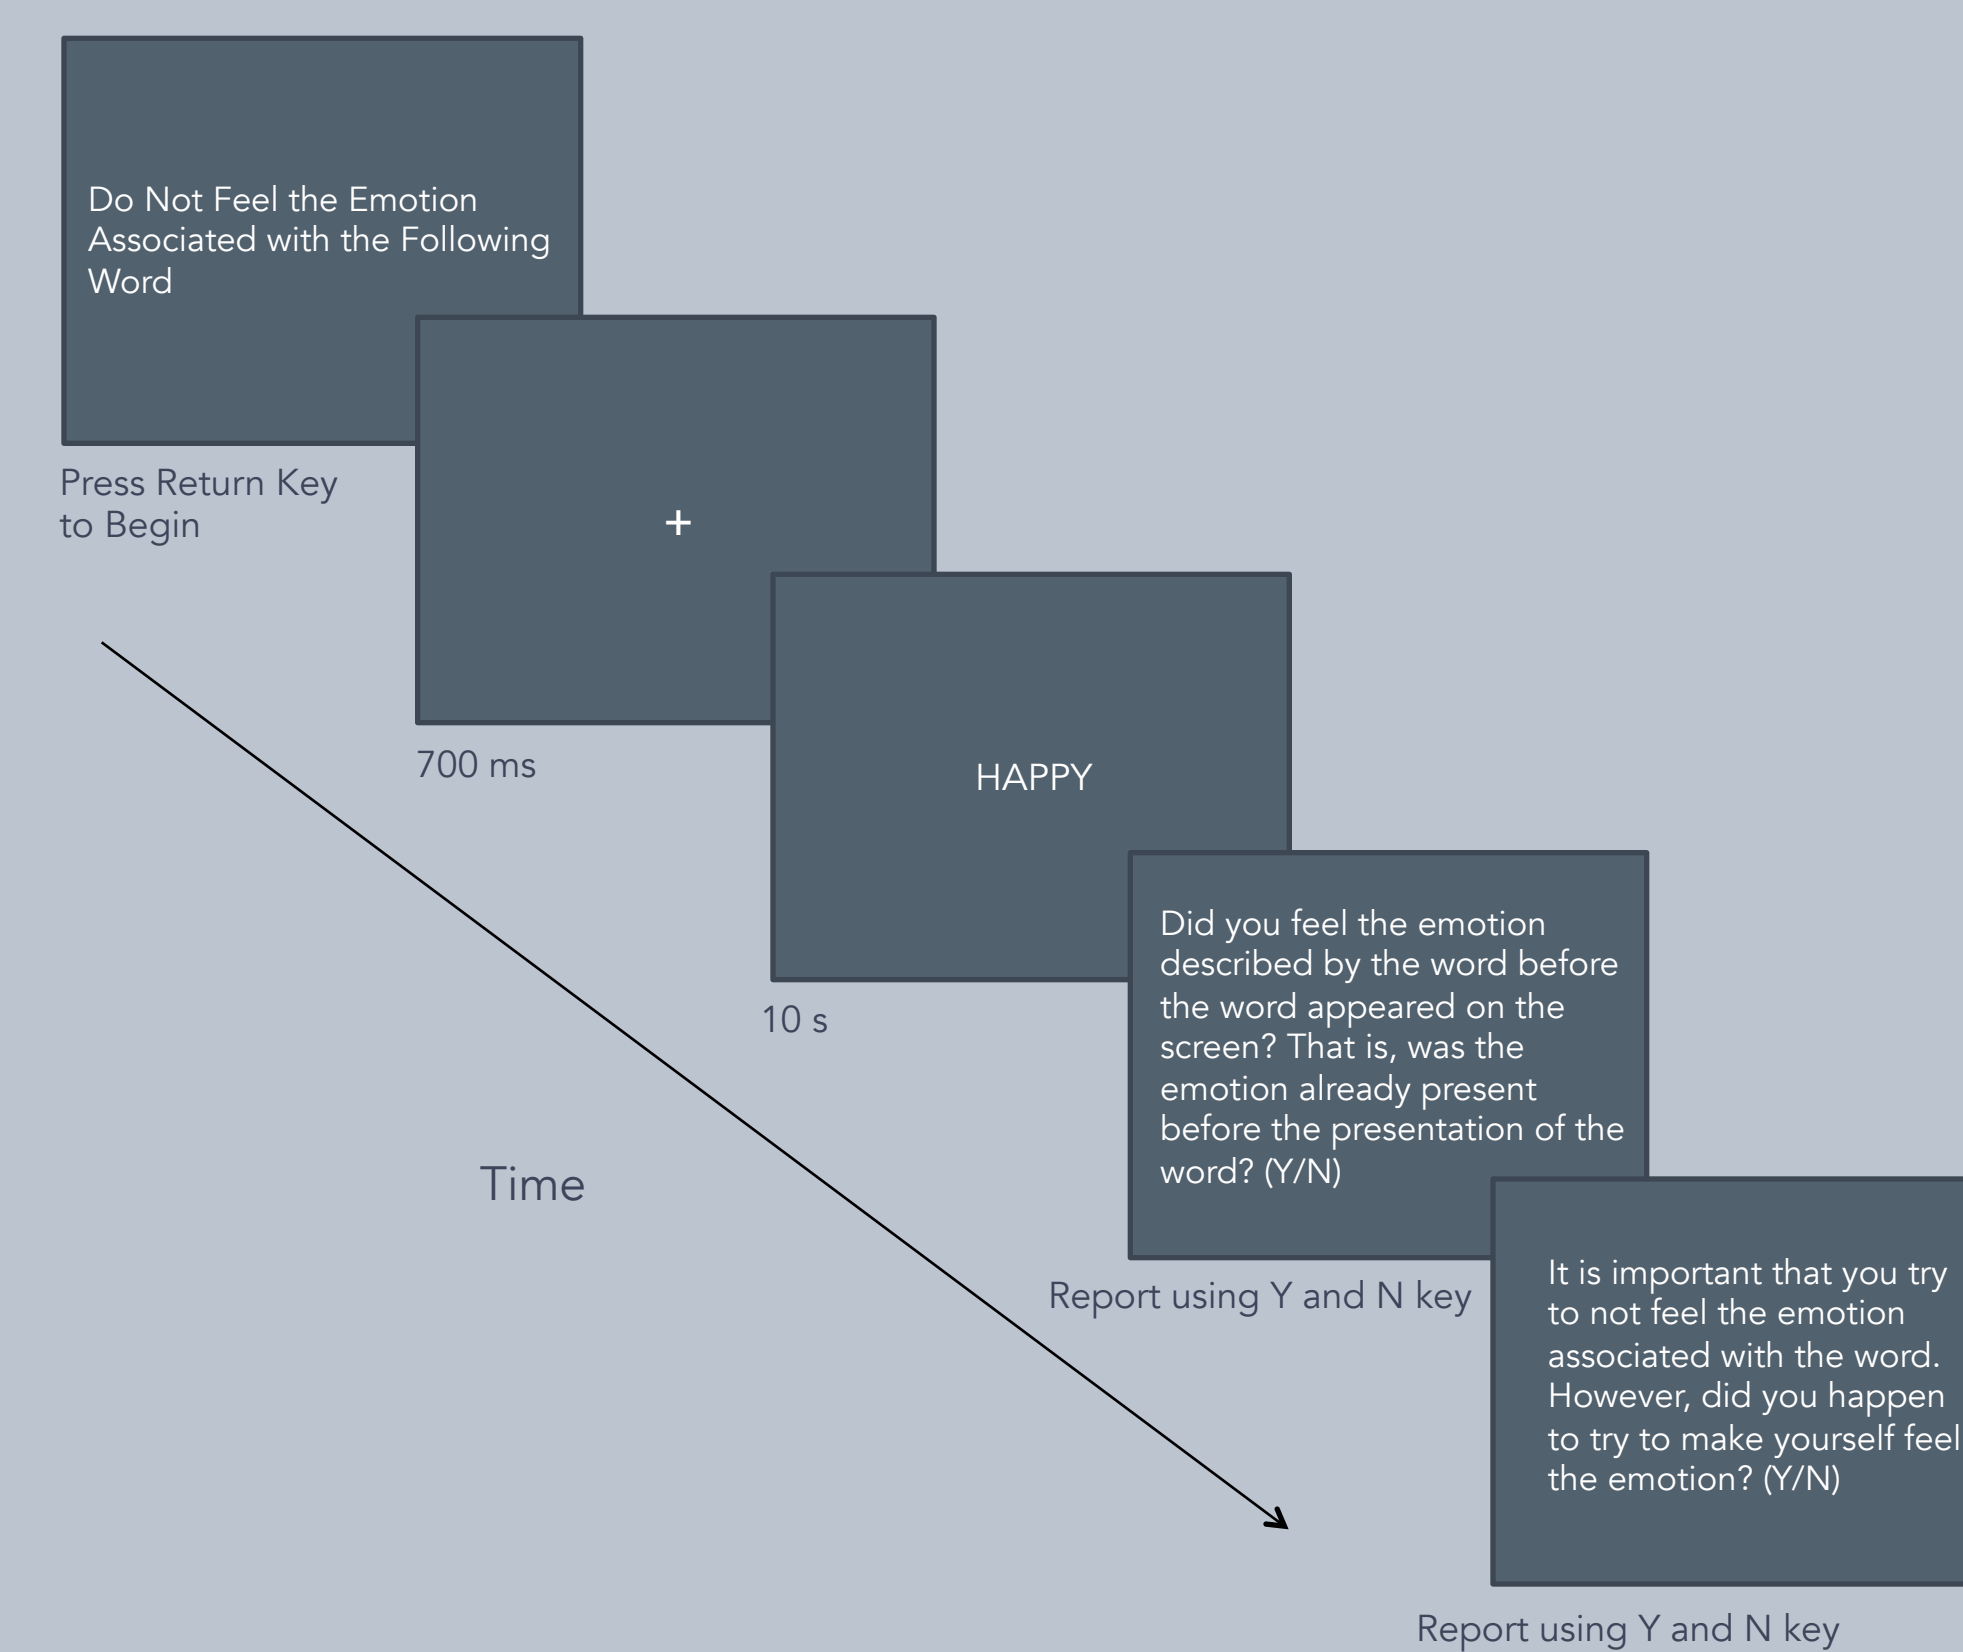 Do Not Feel the Emotion
Associated with the Following
Word
Press Return Key
to Begin
+
700 ms
HAPPY
10 s
Did you feel the emotion
described by the word before
the word appeared on the
screen? That is, was the
emotion already present
before the presentation of the
word? (Y/N)
Report using Y and N key
Time
It is important that you try
to not feel the emotion
associated with the word.
However, did you happen
to try to make yourself feel
the emotion? (Y/N)
Report using Y and N key